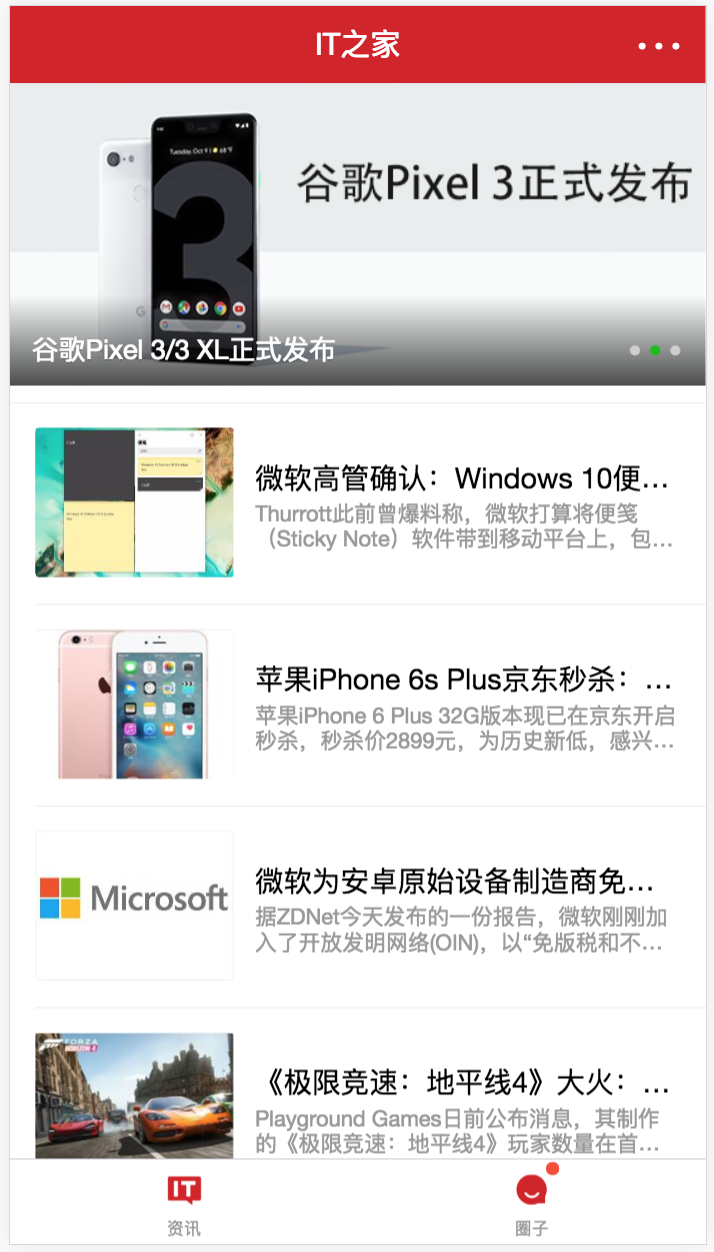 IT之家
Tuesday, Oct 9 | 68 °F
谷歌Pixel 3正式发布
3
谷歌Pixel 3/3 XL正式发布
微软高管确认：Windows 10便…
Thurrott此前曾爆料称，微软打算将便笺
（Sticky Note）软件带到移动平台上，包…
苹果iPhone 6s Plus京东秒杀：…
苹果iPhone 6 Plus 32G版本现已在京东开启
秒杀，秒杀价2899元，为历史新低，感兴…
Microsoft
微软为安卓原始设备制造商免…
据ZDNet今天发布的一份报告，微软刚刚加
入了开放发明网络(OIN)，以“免版税和不…
FORZA
HORIZON 4
《极限竞速：地平线4》大火：…
Playground Games日前公布消息，其制作
的《极限竞速：地平线4》玩家数量在首…
IT
资讯
圈子